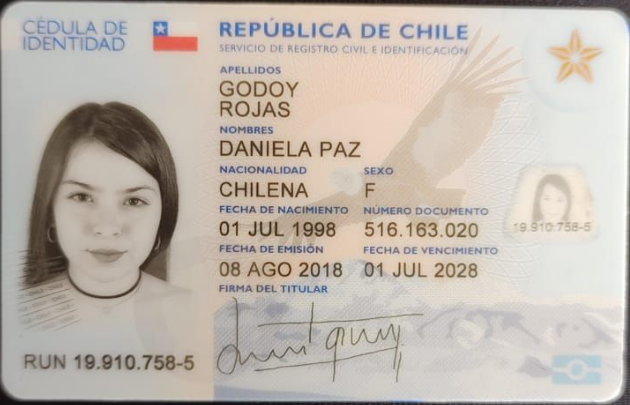 CÉDULA DE
IDENTIDAD
REPÚBLICA DE CHILE
SERVICIO DE REGISTRO CIVIL E IDENTIFICACIÓN
APELLIDOS
GODOY
ROJAS
NOMBRES
DANIELA PAZ
NACIONALIDAD SEXO
CHILENA F
FECHA DE NACIMIENTO NÚMERO DOCUMENTO
01 JUL 1998 516.163.020
19.910.758-5
FECHA DE EMISIÓN FECHA DE VENCIMIENTO
08 AGO 2018 01 JUL 2028
FIRMA DEL TITULAR
RUN 19.910.758-5